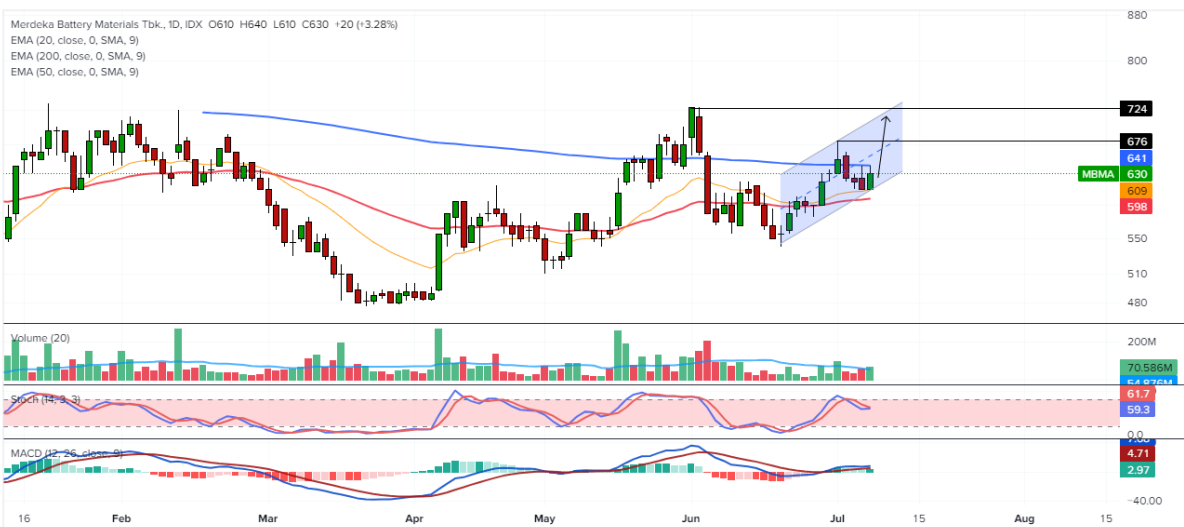 Merdeka Battery Materials Tbk., 1D, IDX O610 H640 L610 C630 +20 (+3.28%)
EMA (20, close, 0, SMA, 9)
EMA (200, close, 0, SMA, 9)
EMA (50, close, 0, SMA, 9)
880
800
724
676
641
MBMA 630
609
598
550
510
480
Volume (20)
200M
70.586M
54.876M
Stoch (14, 3, 3)
61.7
59.3
0.0
MACD (12, 26, close, 9)
4.71
2.97
−40.00
16 Feb Mar Apr May Jun Jul 15 Aug 15